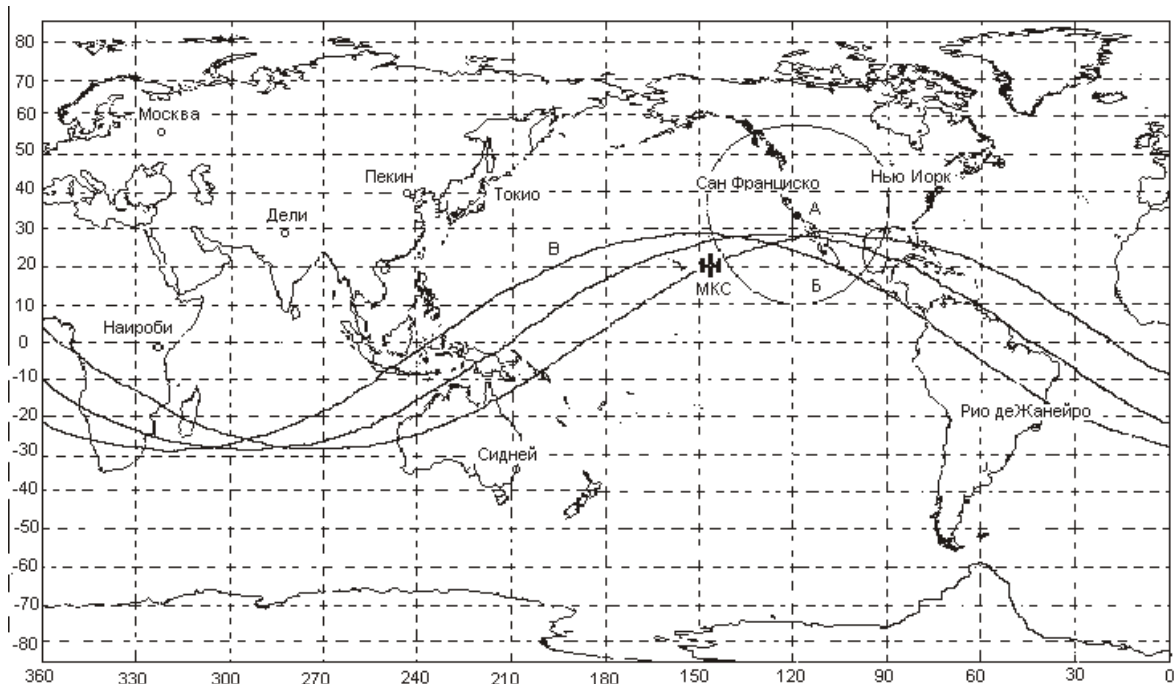 80
70
60
Москва
50
Пекин
Сан Франциско
Нью Йорк
40
Токио
А
Дели
30
В
20
МКС
Б
10
Найроби
0
-10
-20
Рио деЖанейро
-30
Сидней
-40
-50
-60
-70
-80
360 330 300 270 240 210 180 150 120 90 60 30 0